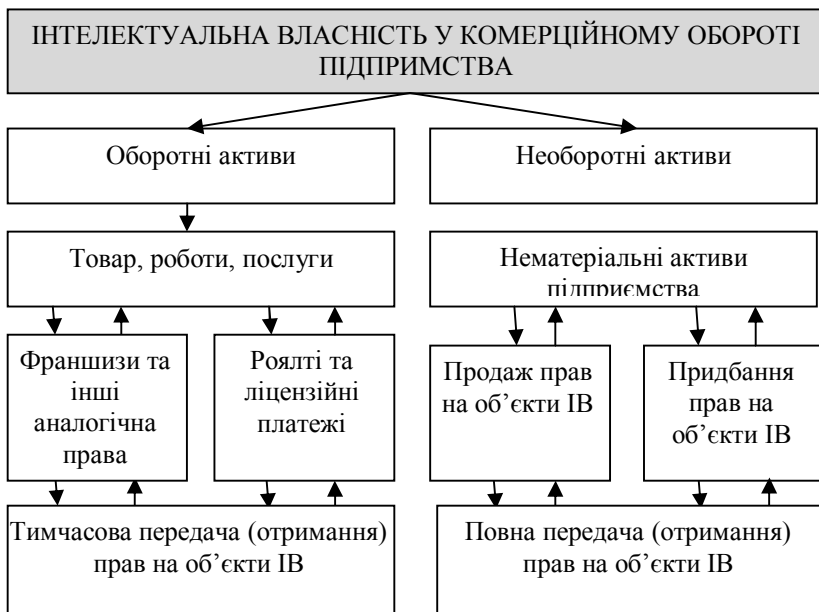 ІНТЕЛЕКТУАЛЬНА ВЛАСНІСТЬ У КОМЕРЦІЙНОМУ ОБОРОТІ
ПІДПРИМСТВА
Оборотні активи
Необоротні активи
Товар, роботи, послуги
Нематеріальні активи
підприємства
Франшизи та
інші
аналогічна
права
Роялті та
ліцензійні
платежі
Продаж прав
на об’єкти ІВ
Придбання
прав на
об’єкти ІВ
Тимчасова передача (отримання)
прав на об’єкти ІВ
Повна передача (отримання)
прав на об’єкти ІВ